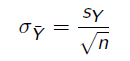 σ_Ȳ = s_Y / √n